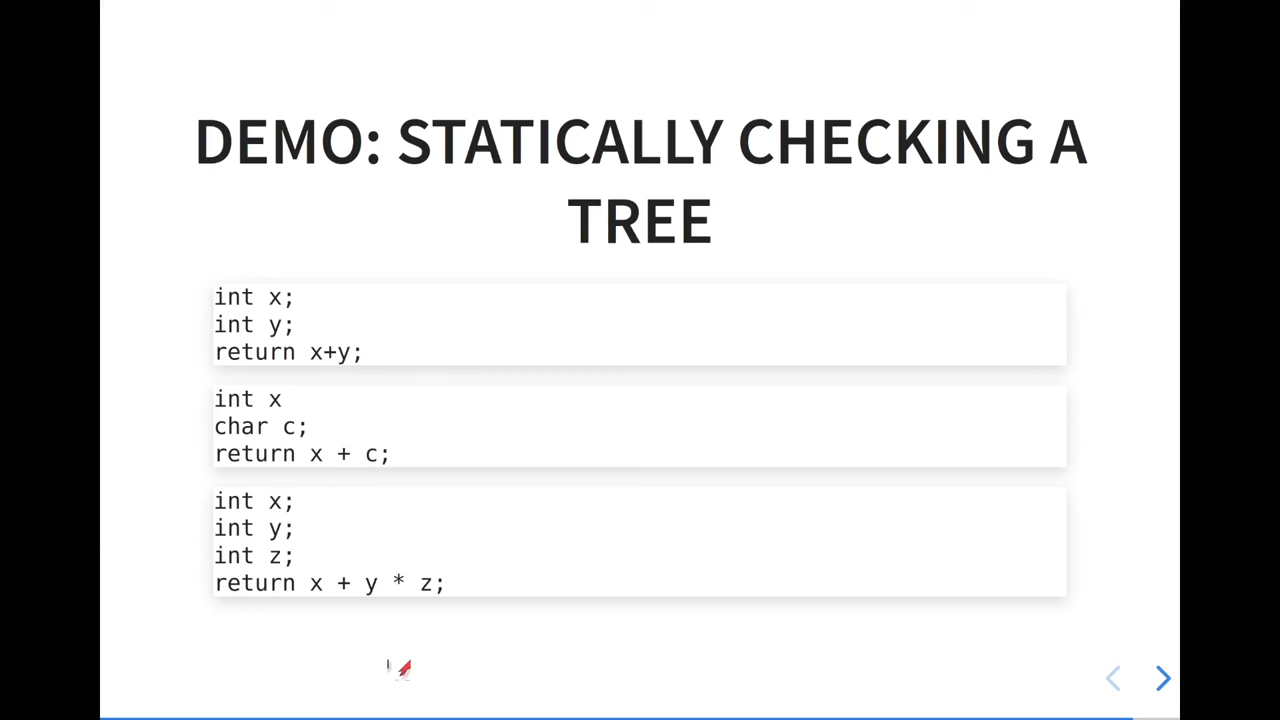 DEMO: STATICALLY CHECKING A
TREE
int x;
int y;
return x+y;
int x
char c;
return x + c;
int x;
int y;
int z;
return x + y * z;